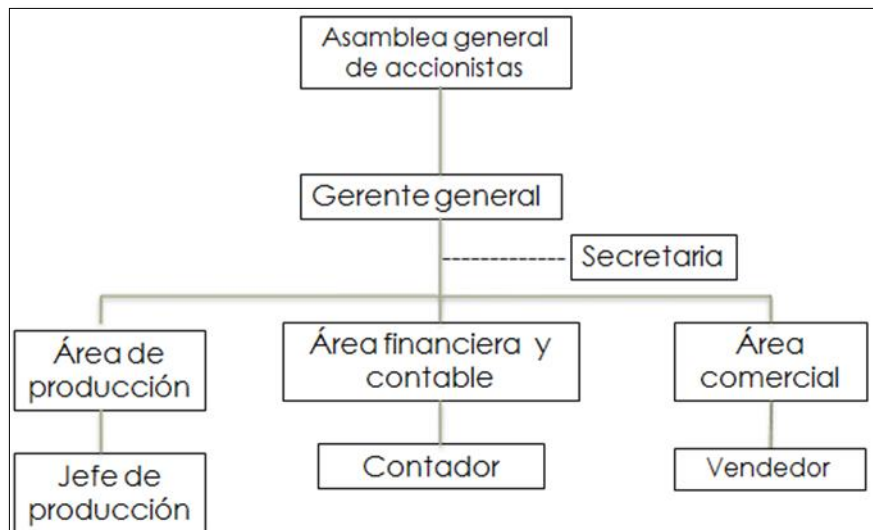 Asamblea general
de accionistas
Gerente general
Secretaria
Área de
producción
Área financiera y
contable
Área
comercial
Jefe de
producción
Contador
Vendedor